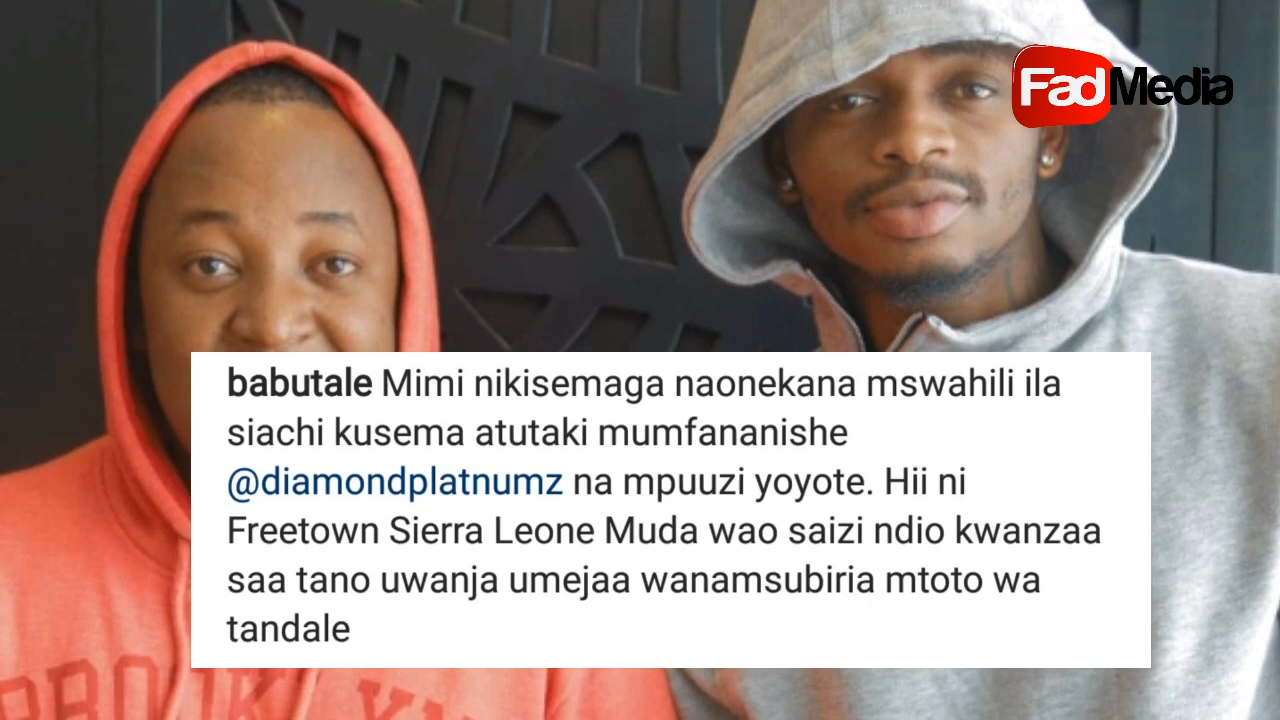 FadMedia
babutale Mimi nikisemaga naonekana mswahili ila
siachi kusema atutaki mumfananishe
@diamondplatnumz na mpuuzi yoyote. Hii ni
Freetown Sierra Leone Muda wao saizi ndio kwanzaa
saa tano uwanja umejaa wanamsubiria mtoto wa
tandale